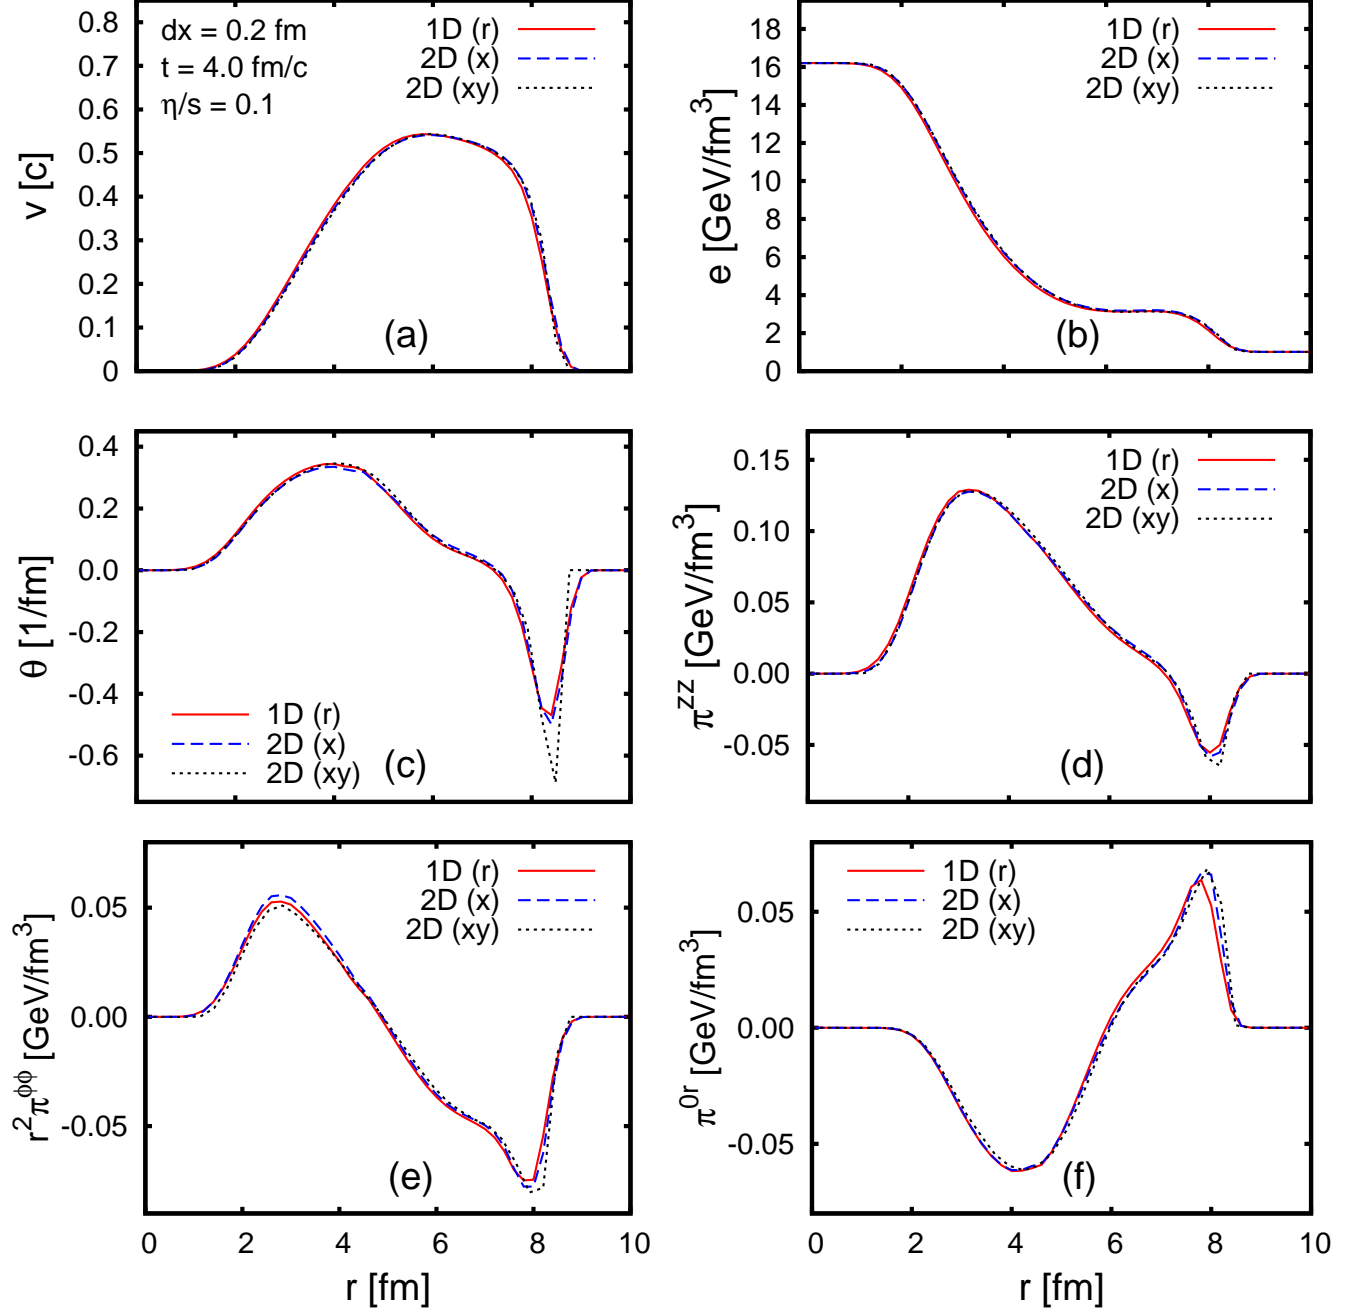 dx = 0.2 fm
t = 4.0 fm/c
η/s = 0.1
1D (r)
2D (x)
2D (xy)
0.8
0.7
0.6
0.5
0.4
0.3
0.2
0.1
0
v [c]
(a)
1D (r)
2D (x)
2D (xy)
18
16
14
12
10
8
6
4
2
0
e [GeV/fm³]
(b)
0.4
0.2
0.0
-0.2
-0.4
-0.6
θ [1/fm]
1D (r)
2D (x)
2D (xy)
(c)
1D (r)
2D (x)
2D (xy)
0.15
0.10
0.05
0.00
-0.05
π^{zz} [GeV/fm³]
(d)
1D (r)
2D (x)
2D (xy)
0.05
0.00
-0.05
r²π^{ϕϕ} [GeV/fm³]
(e)
0 2 4 6 8 10
r [fm]
1D (r)
2D (x)
2D (xy)
0.05
0.00
-0.05
π^{0r} [GeV/fm³]
(f)
0 2 4 6 8 10
r [fm]